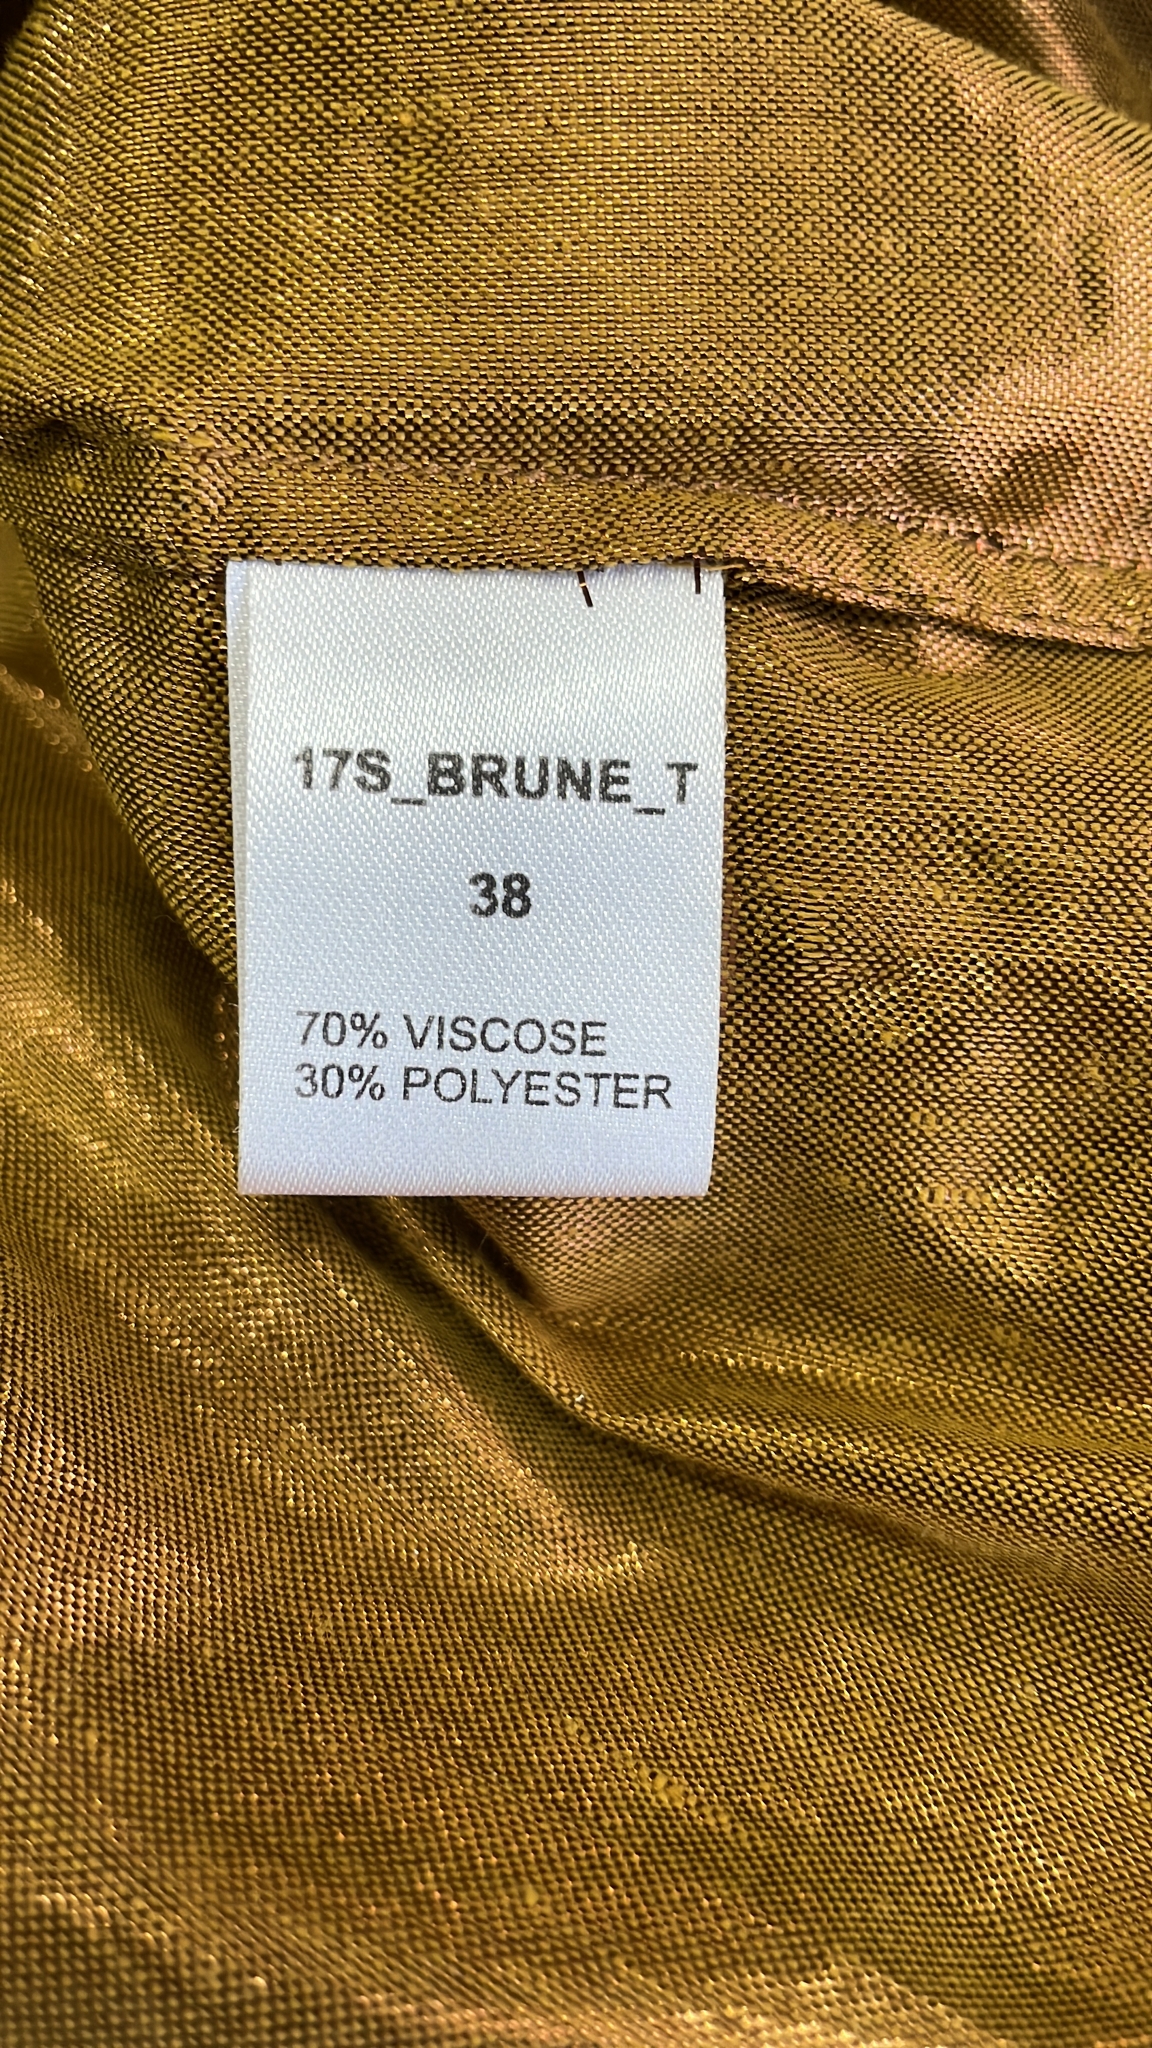 17S_BRUNE_T
38
70% VISCOSE
30% POLYESTER